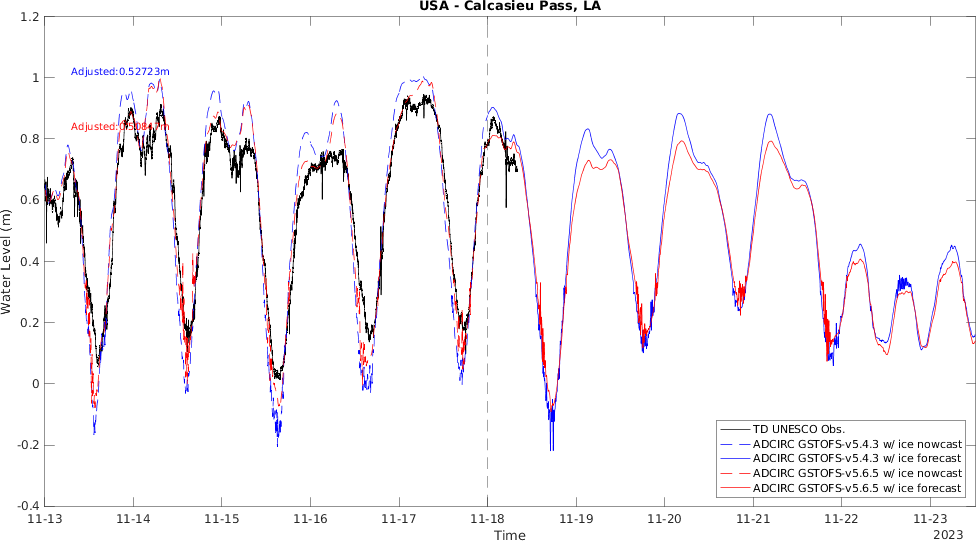 USA - Calcasieu Pass, LA
1.2
1
0.8
0.6
0.4
0.2
0
-0.2
-0.4
Water Level (m)
Adjusted:0.52723m
TD UNESCO Obs.
ADCIRC GSTOFS-v5.4.3 w/ ice nowcast
ADCIRC GSTOFS-v5.4.3 w/ ice forecast
ADCIRC GSTOFS-v5.6.5 w/ ice nowcast
ADCIRC GSTOFS-v5.6.5 w/ ice forecast
11-13 11-14 11-15 11-16 11-17 11-18 11-19 11-20 11-21 11-22 11-23
Time
2023